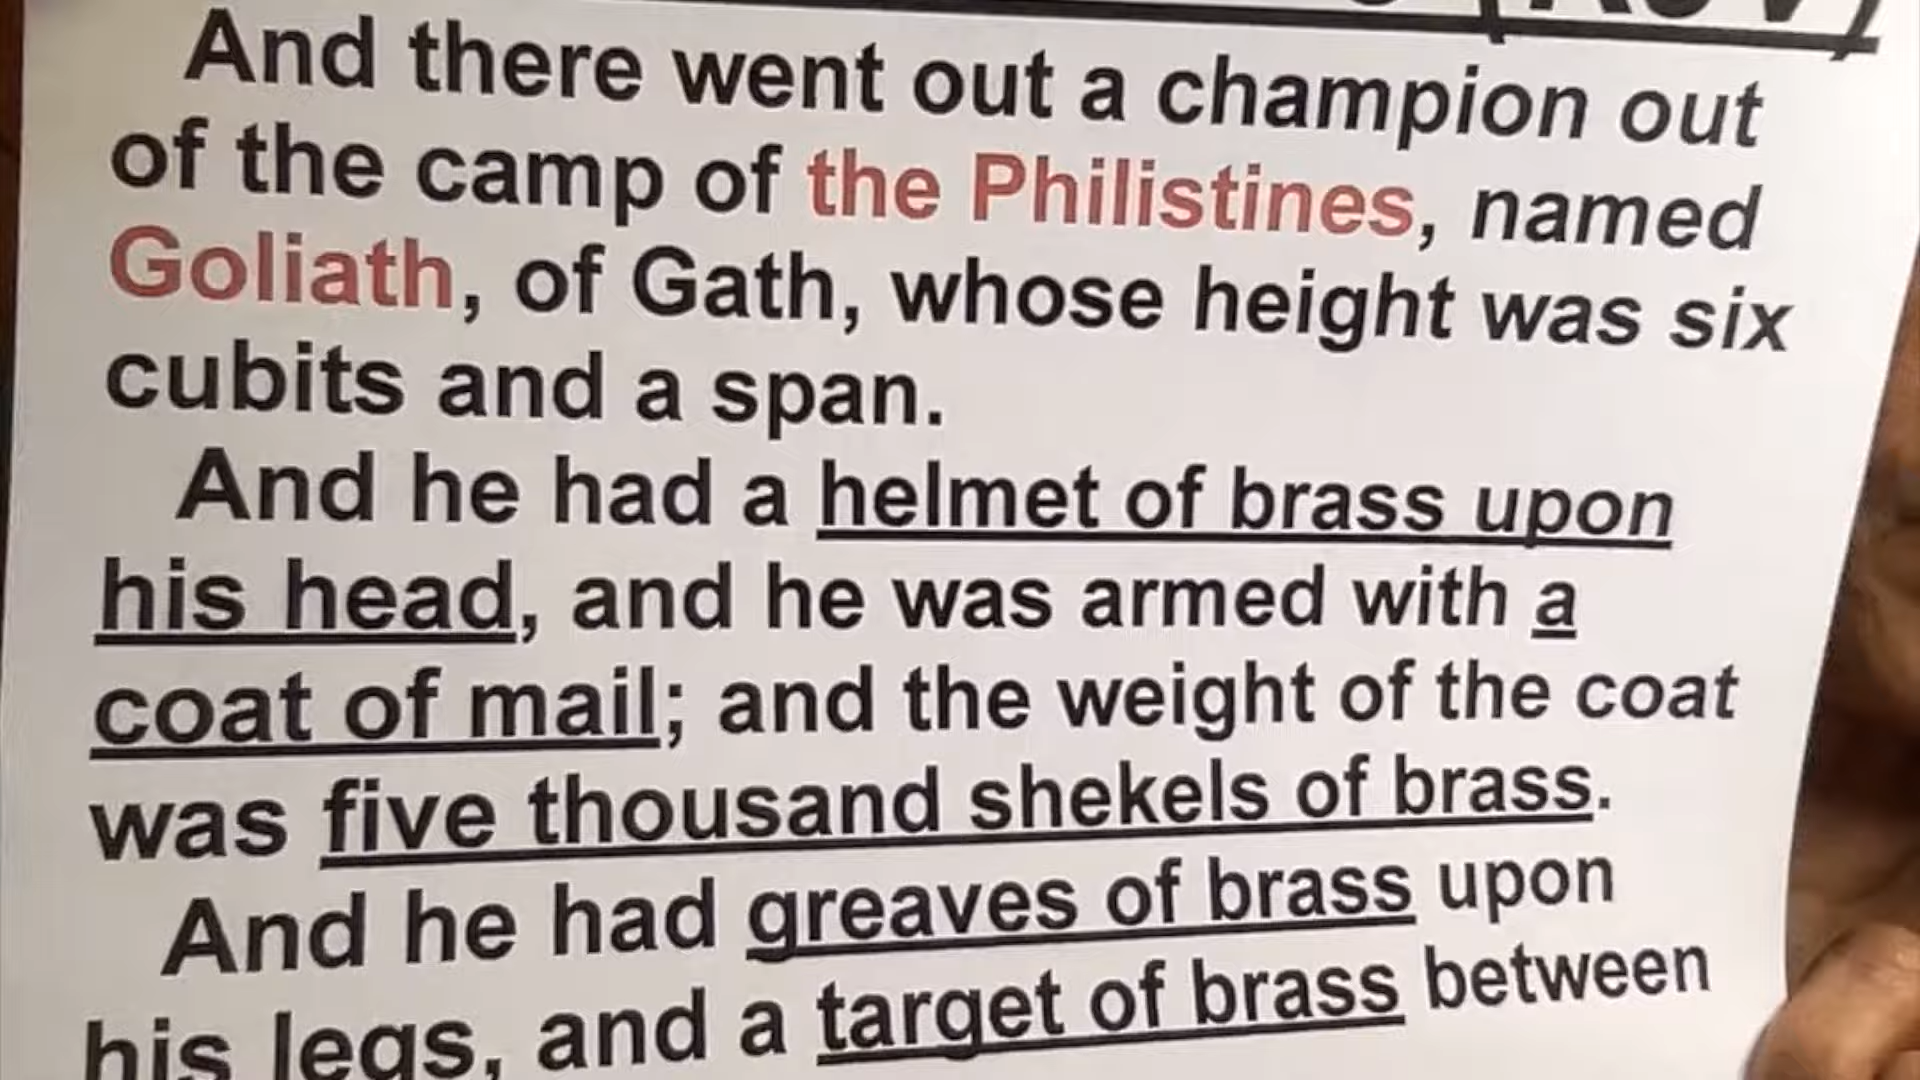 And there went out a champion out
of the camp of the Philistines, named
Goliath, of Gath, whose height was six
cubits and a span.
And he had a helmet of brass upon
his head, and he was armed with a
coat of mail; and the weight of the coat
was five thousand shekels of brass.
And he had greaves of brass upon
his legs, and a target of brass between